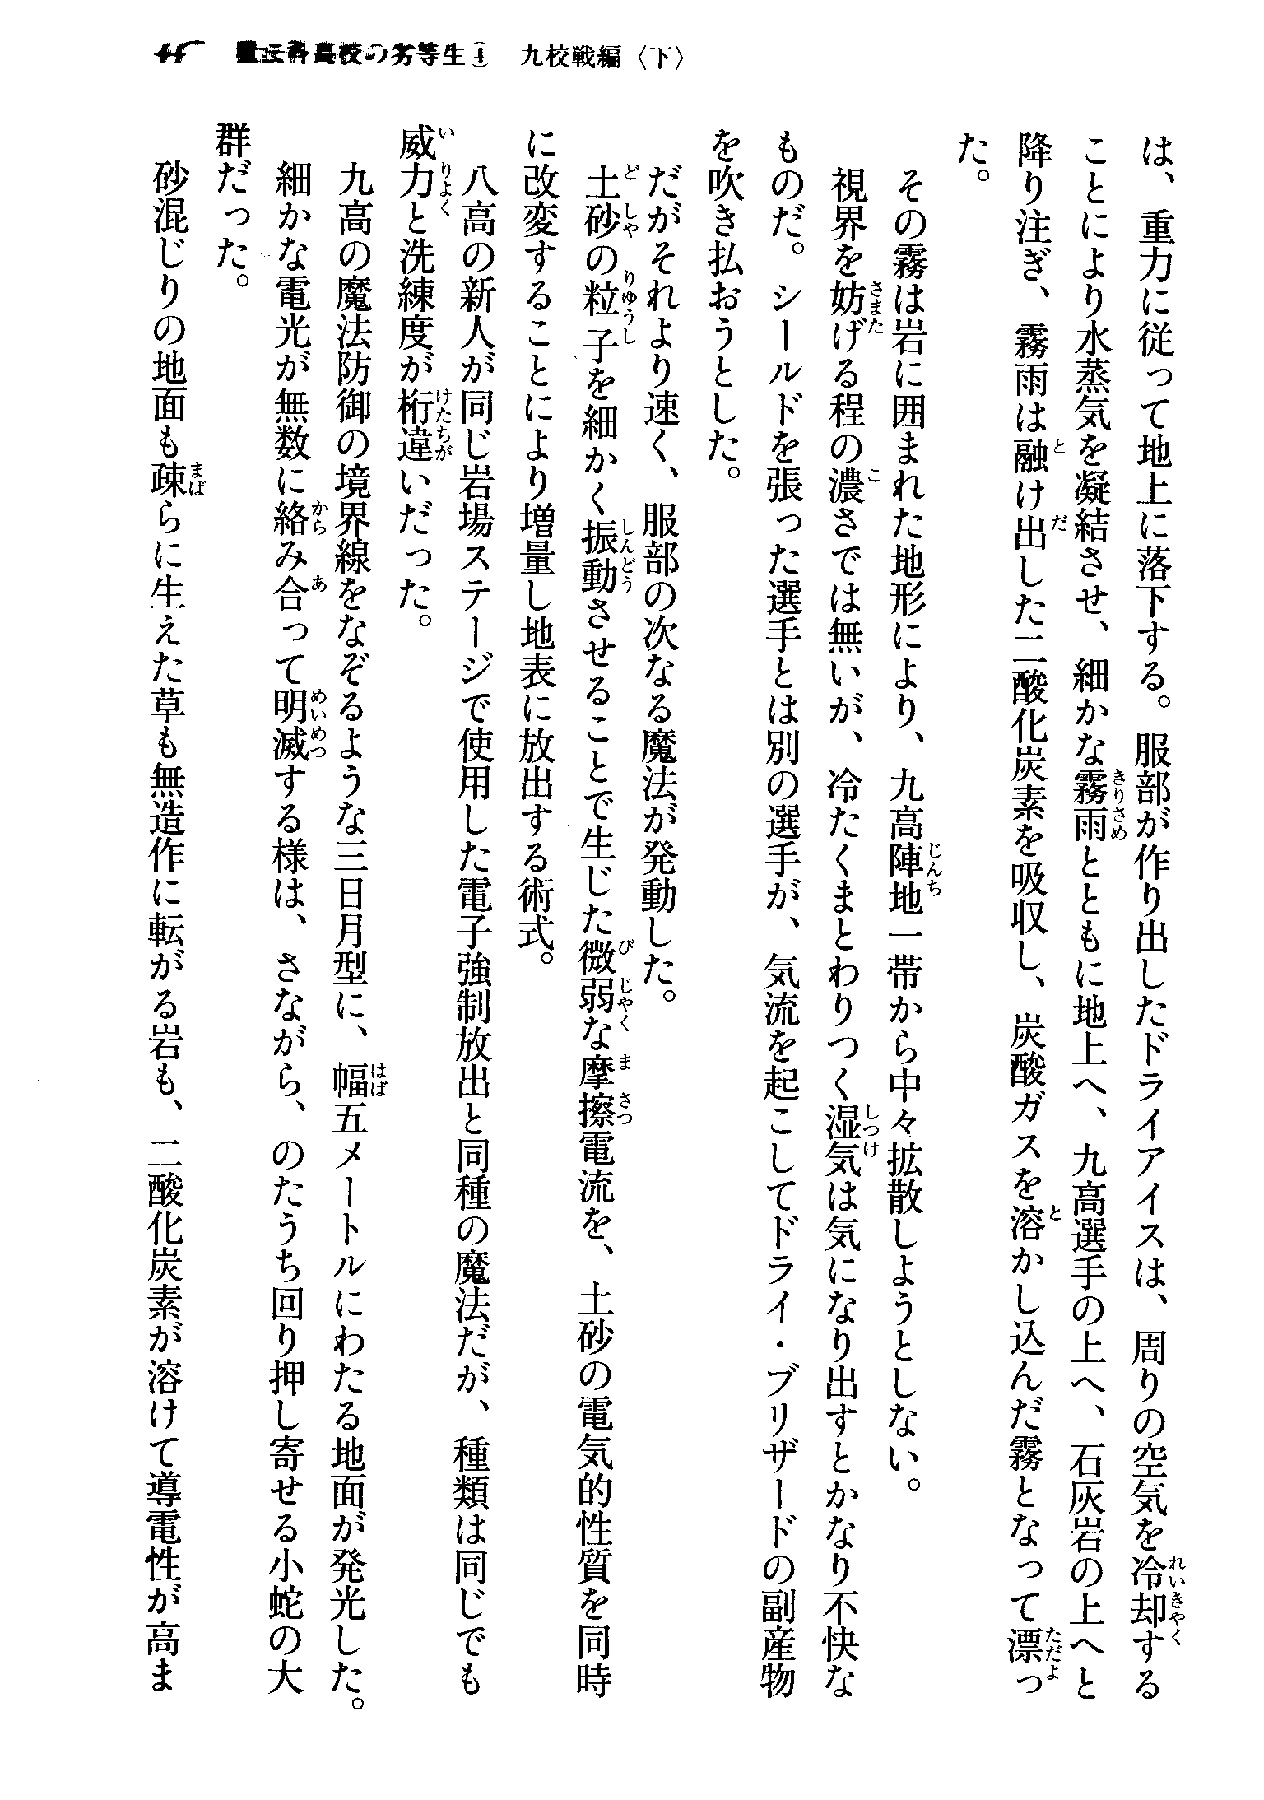 科高校の劣等生④ 九校戦編〈下〉
は、重力に従って地上に落下する。服部が作り出したドライアイスは、周りの空気を冷却する
ことにより水蒸気を凝結させ、細かな霧雨とともに地上へ、九高選手の上へ、石灰岩の上へと
降り注ぎ、霧雨は融け出した二酸化炭素を吸収し、炭酸ガスを溶かし込んだ霧となって漂っ
た。
その霧は岩に囲まれた地形により、九高陣地一帯から中々拡散しようとしない。
視界を妨げる程の濃さでは無いが、冷たくまとわりつく湿気は気になり出すとかなり不快な
ものだ。シールドを張った選手とは別の選手が、気流を起こしてドライ・ブリザードの副産物
を吹き払おうとした。
だがそれより速く、服部の次なる魔法が発動した。
土砂の粒子を細かく振動させることで生じた微弱な摩擦電流を、土砂の電気的性質を同時
に改変することにより増量し地表に放出する術式。
八高の新人が同じ岩場ステージで使用した電子強制放出と同種の魔法だが、種類は同じでも
威力と洗練度が桁違いだった。
九高の魔法防御の境界線をなぞるような三日月型に、幅五メートルにわたる地面が発光した。
細かな電光が無数に絡み合って明滅する様は、さながら、のたうち回り押し寄せる小蛇の大
群だった。
砂混じりの地面も疎らに生えた草も無造作に転がる岩も、二酸化炭素が溶けて導電性が高ま